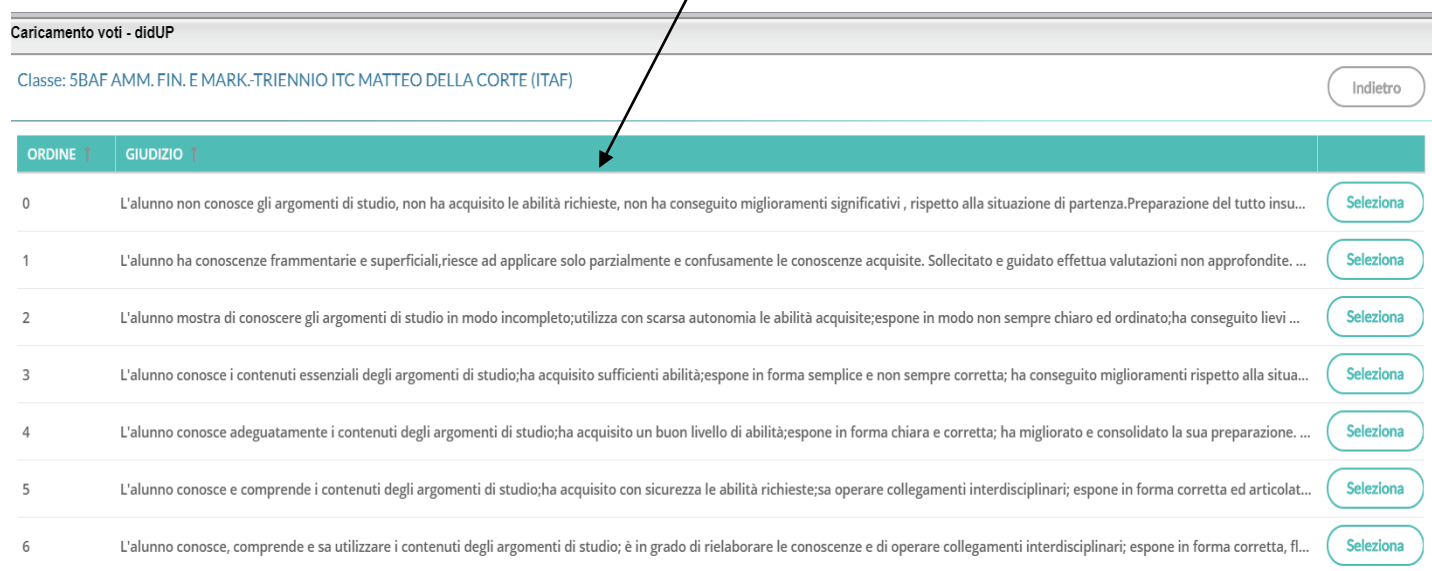 Caricamento voti - didUP
Classe: 5BAF AMM. FIN. E MARK.-TRIENNIO ITC MATTEO DELLA CORTE (ITAF)
Indietro
ORDINE ↑ GIUDIZIO ↑
0 L'alunno non conosce gli argomenti di studio, non ha acquisito le abilità richieste, non ha conseguito miglioramenti significativi , rispetto alla situazione di partenza.Preparazione del tutto insu... Seleziona
1 L'alunno ha conoscenze frammentarie e superficiali,riesce ad applicare solo parzialmente e confusamente le conoscenze acquisite. Sollecitato e guidato effettua valutazioni non approfondite. ... Seleziona
2 L'alunno mostra di conoscere gli argomenti di studio in modo incompleto;utilizza con scarsa autonomia le abilità acquisite;espone in modo non sempre chiaro ed ordinato;ha conseguito lievi ... Seleziona
3 L'alunno conosce i contenuti essenziali degli argomenti di studio;ha acquisito sufficienti abilità;espone in forma semplice e non sempre corretta; ha conseguito miglioramenti rispetto alla situa... Seleziona
4 L'alunno conosce adeguatamente i contenuti degli argomenti di studio;ha acquisito un buon livello di abilità;espone in forma chiara e corretta; ha migliorato e consolidato la sua preparazione. ... Seleziona
5 L'alunno conosce e comprende i contenuti degli argomenti di studio;ha acquisito con sicurezza le abilità richieste;sa operare collegamenti interdisciplinari; espone in forma corretta ed articolat... Seleziona
6 L'alunno conosce, comprende e sa utilizzare i contenuti degli argomenti di studio; è in grado di rielaborare le conoscenze e di operare collegamenti interdisciplinari; espone in forma corretta, fl... Seleziona